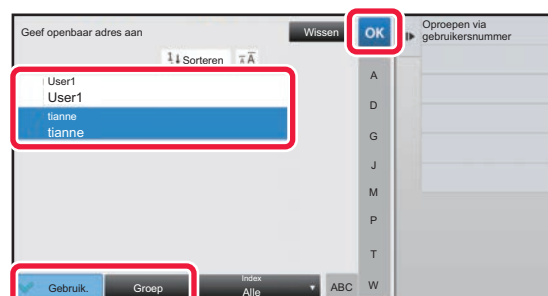 Geef openbaar adres aan
Wissen
OK
Oproepen via
gebruikersnummer
Sorteren
User1
User1
tianne
tianne
A
D
G
J
M
P
T
W
Gebruik.
Groep
Index
Alle
ABC